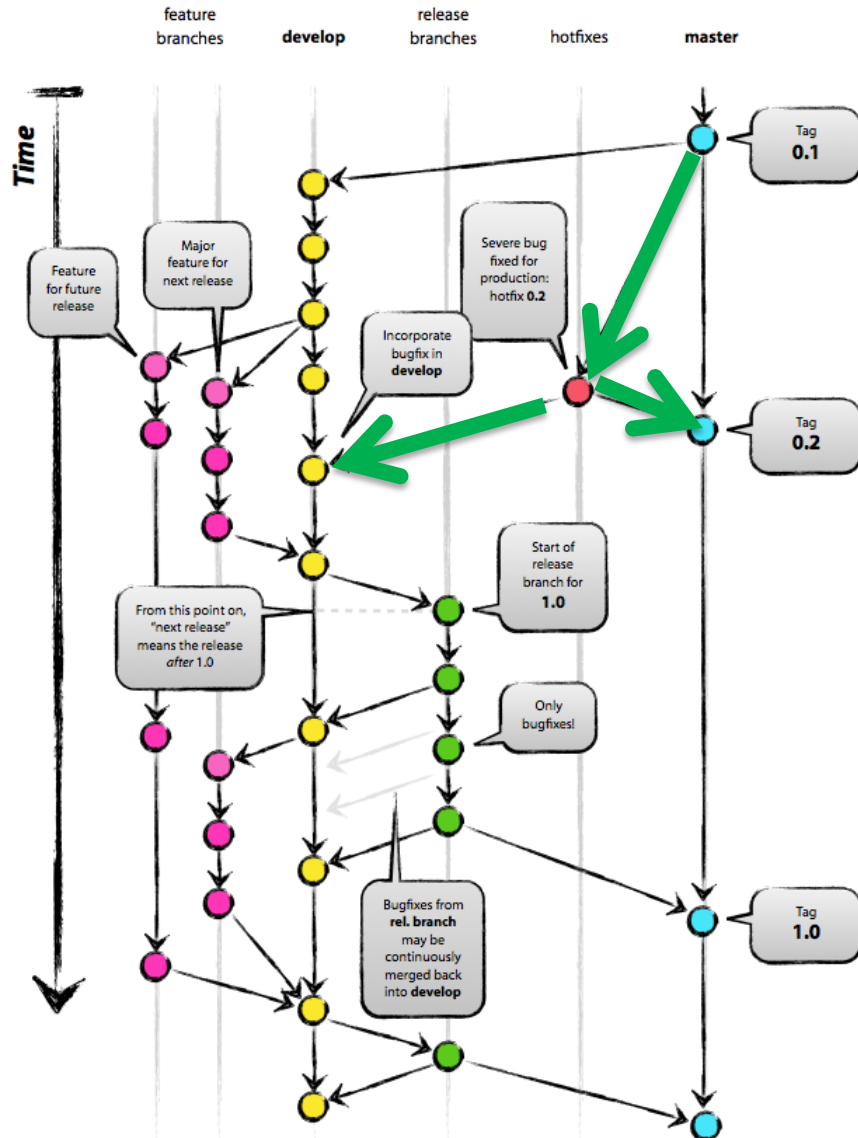 feature
branches
develop
release
branches
hotfixes
master
Time
Tag
0.1
Major
feature for
next release
Severe bug
fixed for
production:
hotfix 0.2
Feature
for future
release
Incorporate
bugfix in
develop
Tag
0.2
Start of
release
branch for
1.0
From this point on,
“next release”
means the release
after 1.0
Only
bugfixes!
Bugfixes from
rel. branch
may be
continuously
merged back
into develop
Tag
1.0